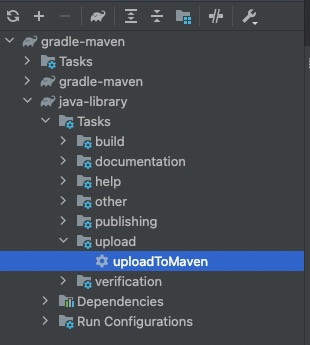 gradle-maven
Tasks
gradle-maven
java-library
Tasks
build
documentation
help
other
publishing
upload
uploadToMaven
verification
Dependencies
Run Configurations